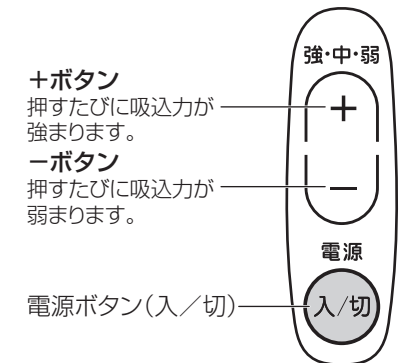 ＋ボタン
押すたびに吸込力が
強まります。
－ボタン
押すたびに吸込力が
弱まります。
電源ボタン（入／切）
強・中・弱
＋
－
電源
入/切